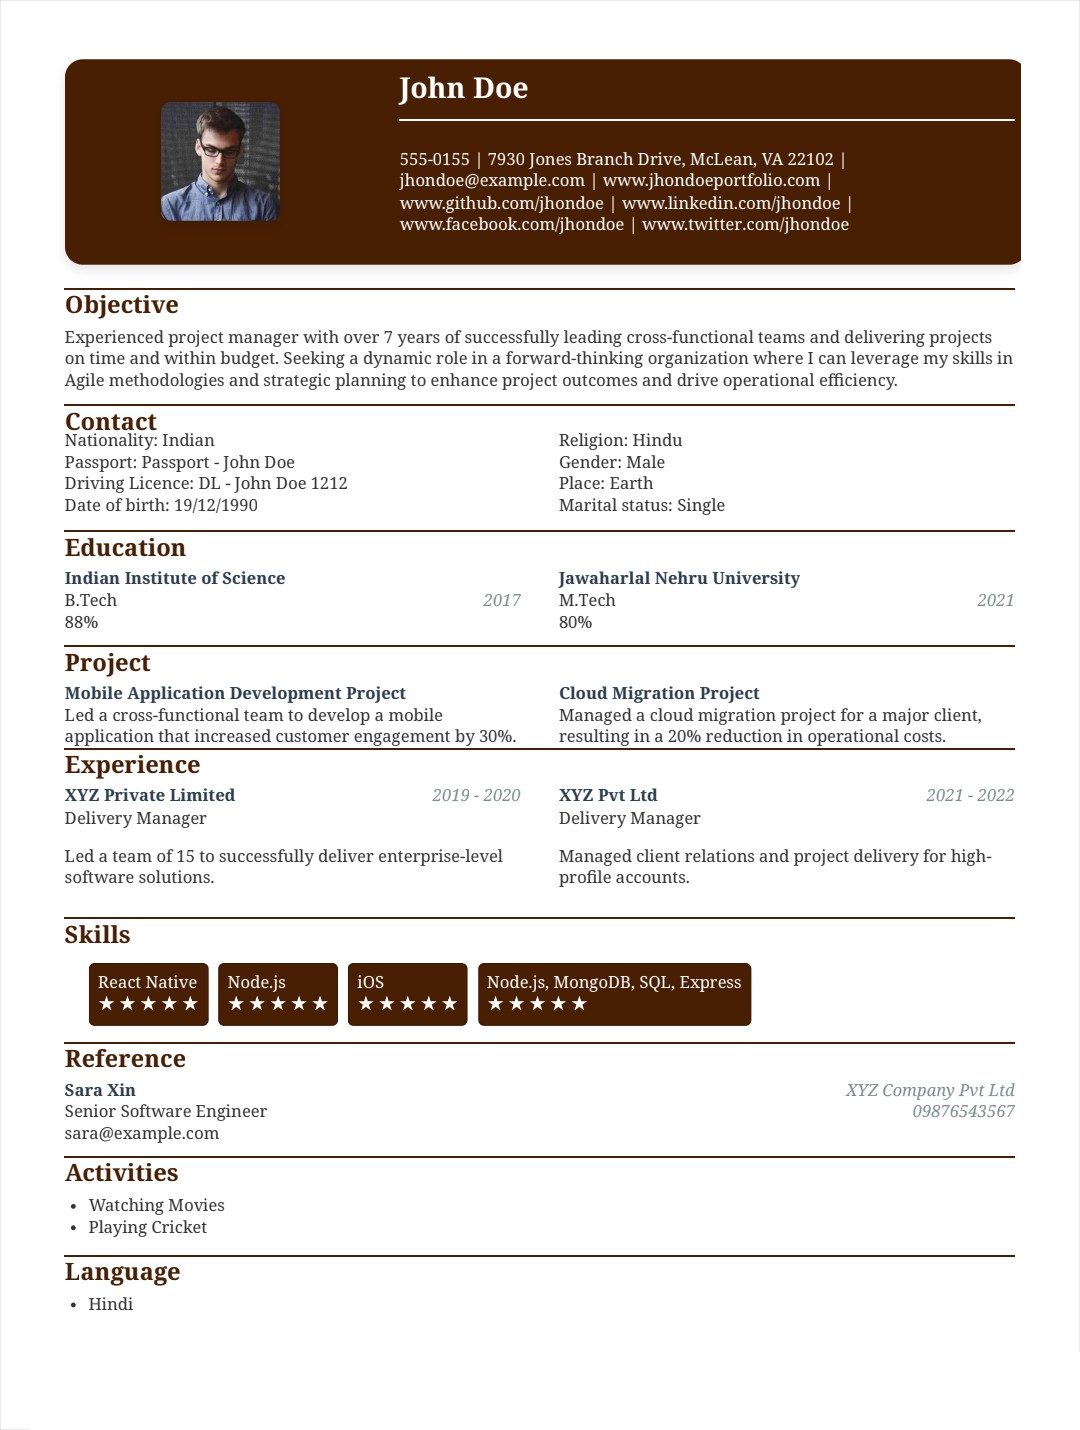 John Doe
555-0155 | 7930 Jones Branch Drive, McLean, VA 22102 |
jhondoe@example.com | www.jhondoeportfolio.com |
www.github.com/jhondoe | www.linkedin.com/jhondoe |
www.facebook.com/jhondoe | www.twitter.com/jhondoe
Objective
Experienced project manager with over 7 years of successfully leading cross-functional teams and delivering projects
on time and within budget. Seeking a dynamic role in a forward-thinking organization where I can leverage my skills in
Agile methodologies and strategic planning to enhance project outcomes and drive operational efficiency.
Contact
Nationality: Indian
Passport: Passport - John Doe
Driving Licence: DL - John Doe 1212
Date of birth: 19/12/1990
Religion: Hindu
Gender: Male
Place: Earth
Marital status: Single
Education
Indian Institute of Science
B.Tech 2017
88%
Jawaharlal Nehru University
M.Tech 2021
80%
Project
Mobile Application Development Project
Led a cross-functional team to develop a mobile
application that increased customer engagement by 30%.
Cloud Migration Project
Managed a cloud migration project for a major client,
resulting in a 20% reduction in operational costs.
Experience
XYZ Private Limited 2019 - 2020
Delivery Manager
Led a team of 15 to successfully deliver enterprise-level
software solutions.
XYZ Pvt Ltd 2021 - 2022
Delivery Manager
Managed client relations and project delivery for high-
profile accounts.
Skills
React Native
★★★★★
Node.js
★★★★★
iOS
★★★★★
Node.js, MongoDB, SQL, Express
★★★★★
Reference
Sara Xin XYZ Company Pvt Ltd
Senior Software Engineer 09876543567
sara@example.com
Activities
• Watching Movies
• Playing Cricket
Language
• Hindi